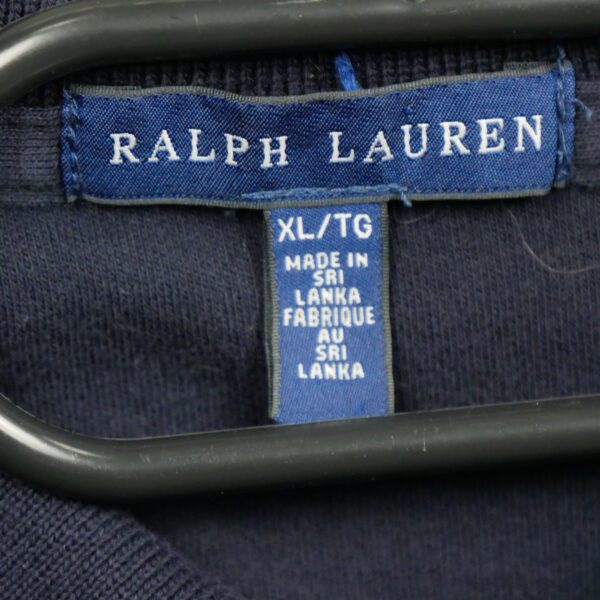 RALPH LAUREN
XL/TG
MADE IN
SRI
LANKA
FABRIQUE
AU
SRI
LANKA